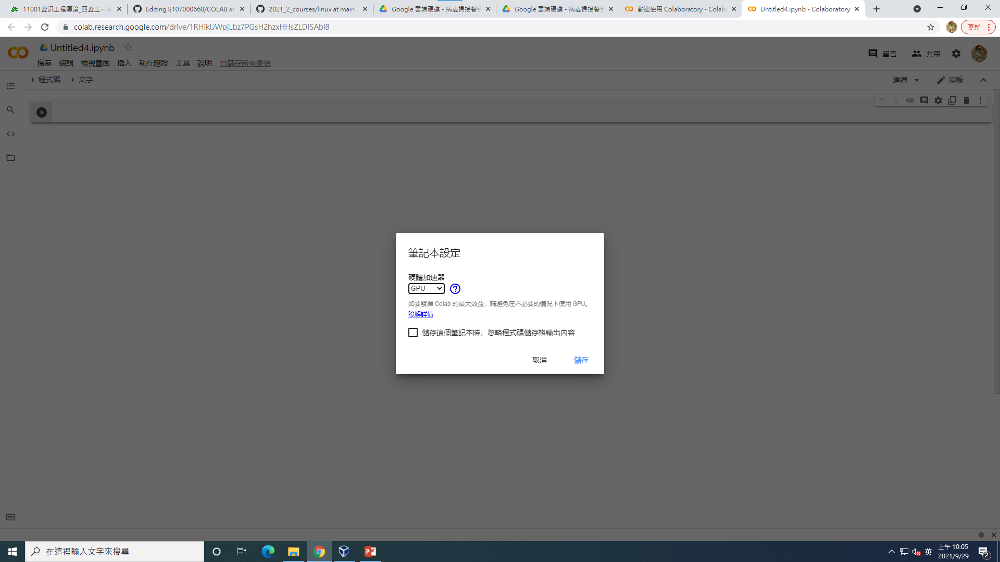 11001資訊工程導論_四資工一A
Editing S107000660/COLAB at
2021_2_courses/linux at main
Google 雲端硬碟 - 病毒掃描警告
Google 雲端硬碟 - 病毒掃描警告
歡迎使用 Colaboratory - Colab
Untitled4.ipynb - Colaboratory
colab.research.google.com/drive/1RHikUWpjLbz7PGsH2hzxHHsZLDISAbl8
更新
Untitled4.ipynb
檔案 編輯 檢視畫面 插入 執行階段 工具 說明 已儲存所有變更
留言 共用
+ 程式碼 + 文字
連線 編輯
筆記本設定
硬體加速器
GPU
如要發揮 Colab 的最大效益，請避免在不必要的情況下使用 GPU。
瞭解詳情
儲存這個筆記本時，忽略程式碼儲存格輸出內容
取消 儲存
在這裡輸入文字來搜尋
英
上午 10:05
2021/9/29
2